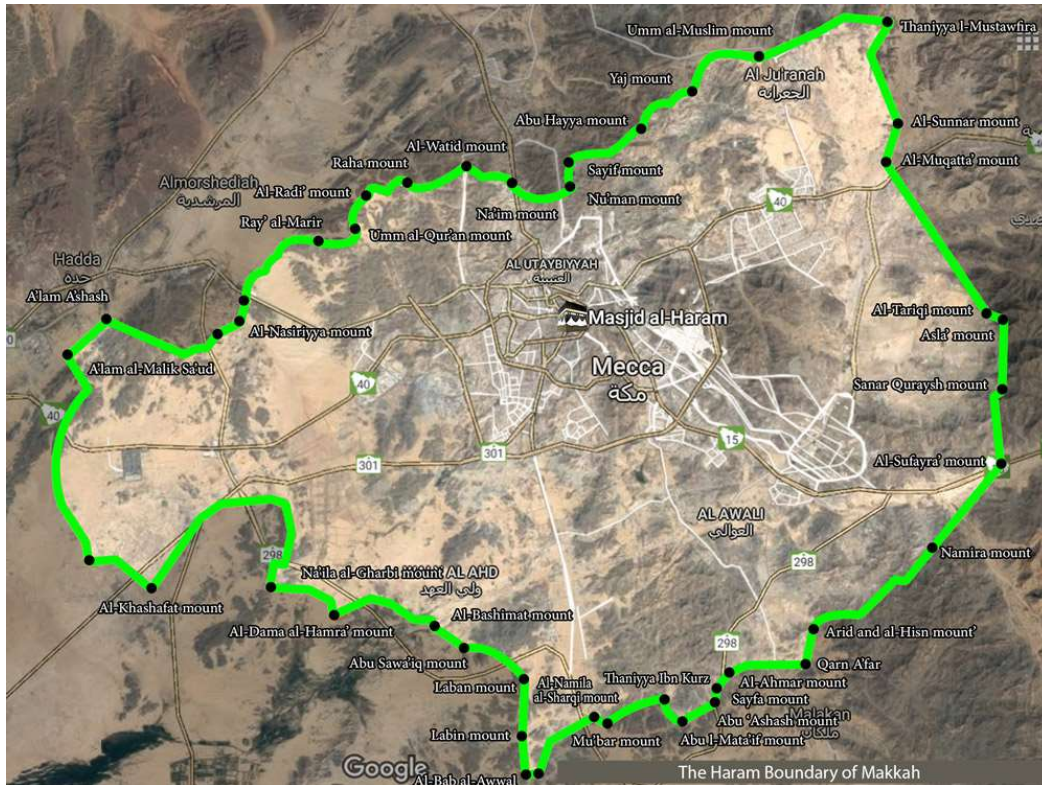 Umm al-Muslim mount
Thaniyya l-Mustawfira
Al Ju'ranah
الجعرانه
Yaj mount
Abu Hayya mount
Al-Sunnar mount
Al-Watid mount
Al-Muqatta' mount
Raha mount
Sayif mount
Almorshediah
المرشدية
Al-Radi' mount
Nu'man mount
40
Na'im mount
Ray' al-Marir
Umm al-Qur'an mount
Hadda
حده
AL UTAYBIYYAH
العتيبية
A'lam A'shash
Al-Tariqi mount
Masjid al-Haram
Al-Nasiriyya mount
Asla' mount
A'lam al-Malik Sa'ud
Mecca
مكة
40
Sanar Quraysh mount
40
15
301
301
Al-Sufayra' mount
AL AWALI
العوالي
298
Namira mount
298
Na'ila al-Gharbi mount
AL AHD
ولي العهد
Al-Khashafat mount
Al-Bashimat mount
Al-Dama al-Hamra' mount
Arid and al-Hisn mount'
298
Abu Sawa'iq mount
Qarn A'far
Laban mount
Al-Namila
al-Sharqi mount
Thaniyya Ibn Kurz
Al-Ahmar mount
Sayfa mount
Malakan
ملكان
Abu 'Ashash mount
Labin mount
Mu'bar mount
Abu l-Mata'if mount
Google
Al-Bab al-Awwal
The Haram Boundary of Makkah